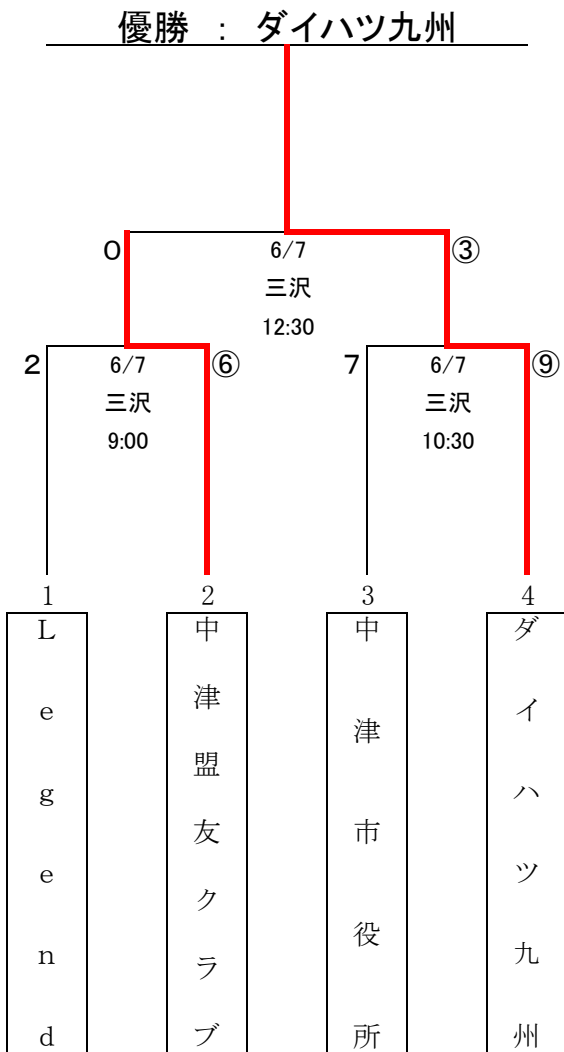 優勝 : ダイハツ九州
0
6/7
③
三沢
12:30
2
6/7
⑥
7
6/7
⑨
三沢
三沢
9:00
10:30
1
2
3
4
Legend
中津盟友クラブ
中津市役所
ダイハツ九州